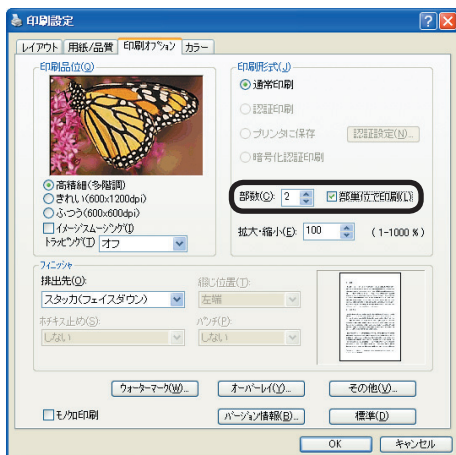 印刷設定
レイアウト 用紙/品質 印刷オプション カラー
印刷品位(Q)
高精細(多階調)
きれい(600x1200dpi)
ふつう(600x600dpi)
イメージスムージング(I)
トラッピング(T) オフ
印刷形式(J)
通常印刷
認証印刷
プリンタに保存 認証設定(N)...
暗号化認証印刷
部数(C): 2 部単位で印刷(L)
拡大・縮小(E): 100 (1-1000 %)
フィニッシャ
排出先(O): 綴じ位置(T):
スタッカ(フェイスダウン) 左端
ホチキス止め(S): パンチ(P):
しない しない
ウォーターマーク(W)... オーバーレイ(Y)... その他(V)...
モノクロ印刷 バージョン情報(B)... 標準(D)
OK キャンセル